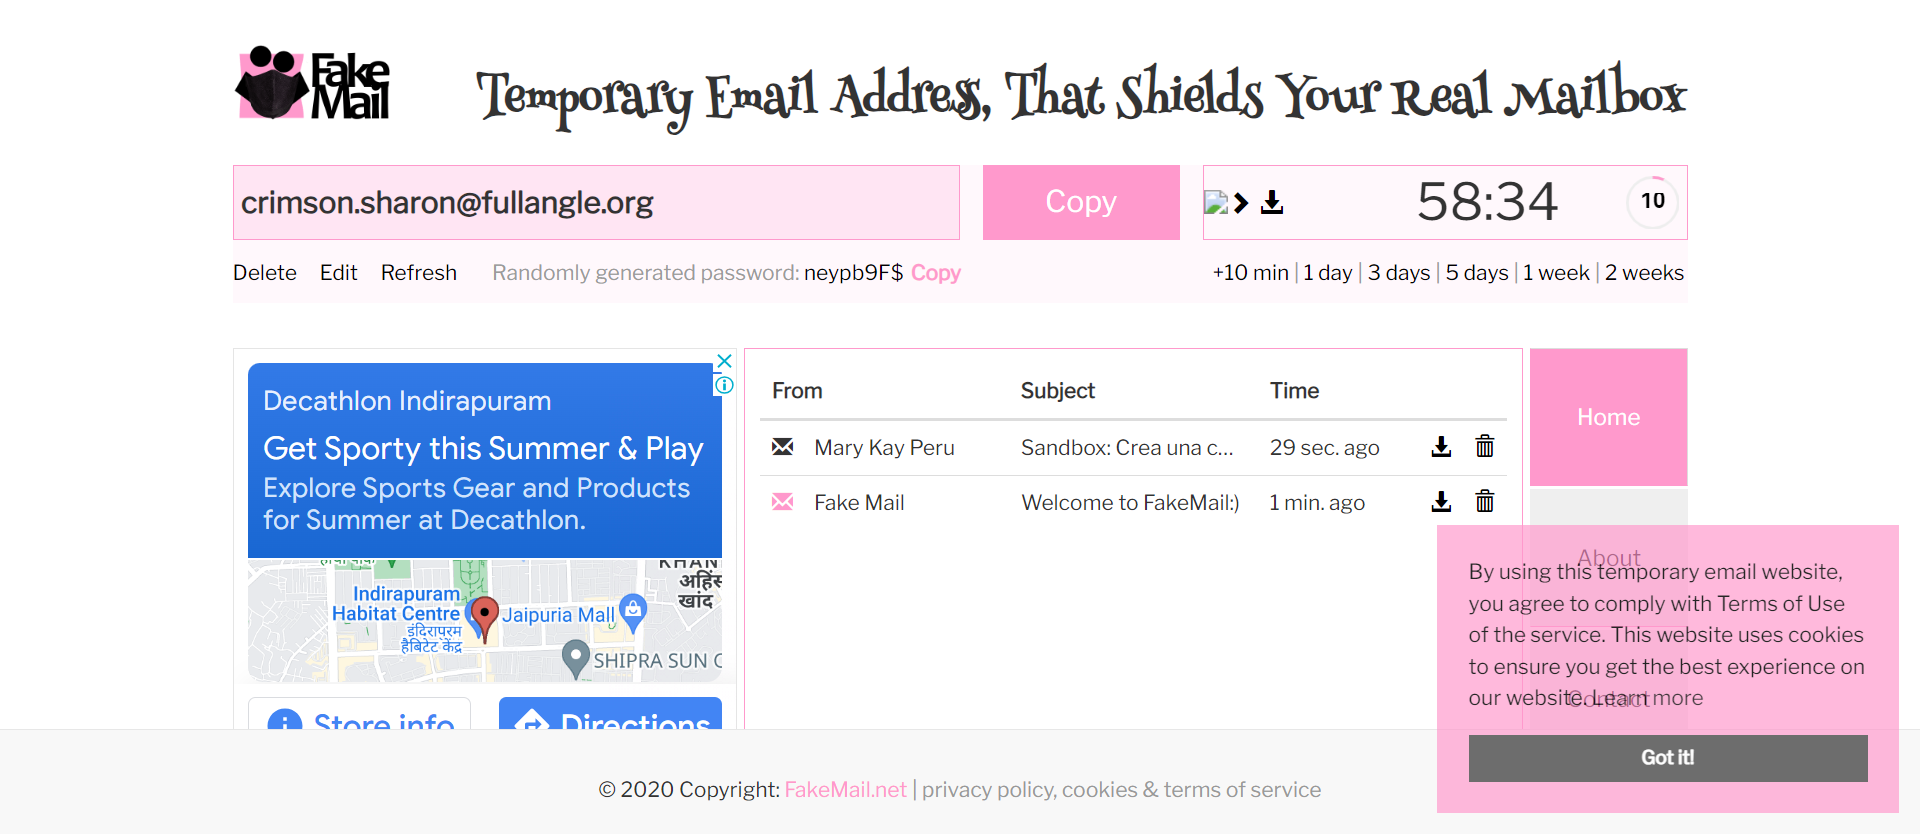 Fake
Mail
Temporary Email Address, That Shields Your Real Mailbox
crimson.sharon@fullangle.org
Copy
58:34
10
Delete Edit Refresh Randomly generated password: neypb9F$ Copy
+10 min | 1 day | 3 days | 5 days | 1 week | 2 weeks
Decathlon Indirapuram
Get Sporty this Summer & Play
Explore Sports Gear and Products
for Summer at Decathlon.
KHAN
अहिंस
खांड
Indirapuram
Habitat Centre
इंदिरापुरम
हैबिटेट केंद्र
Jaipuria Mall
SHIPRA SUN C
Store info
Directions
From Subject Time
Mary Kay Peru Sandbox: Crea una c... 29 sec. ago
Fake Mail Welcome to FakeMail:) 1 min. ago
Home
About
Contact
By using this temporary email website,
you agree to comply with Terms of Use
of the service. This website uses cookies
to ensure you get the best experience on
our website. Learn more
Got it!
© 2020 Copyright: FakeMail.net | privacy policy, cookies & terms of service